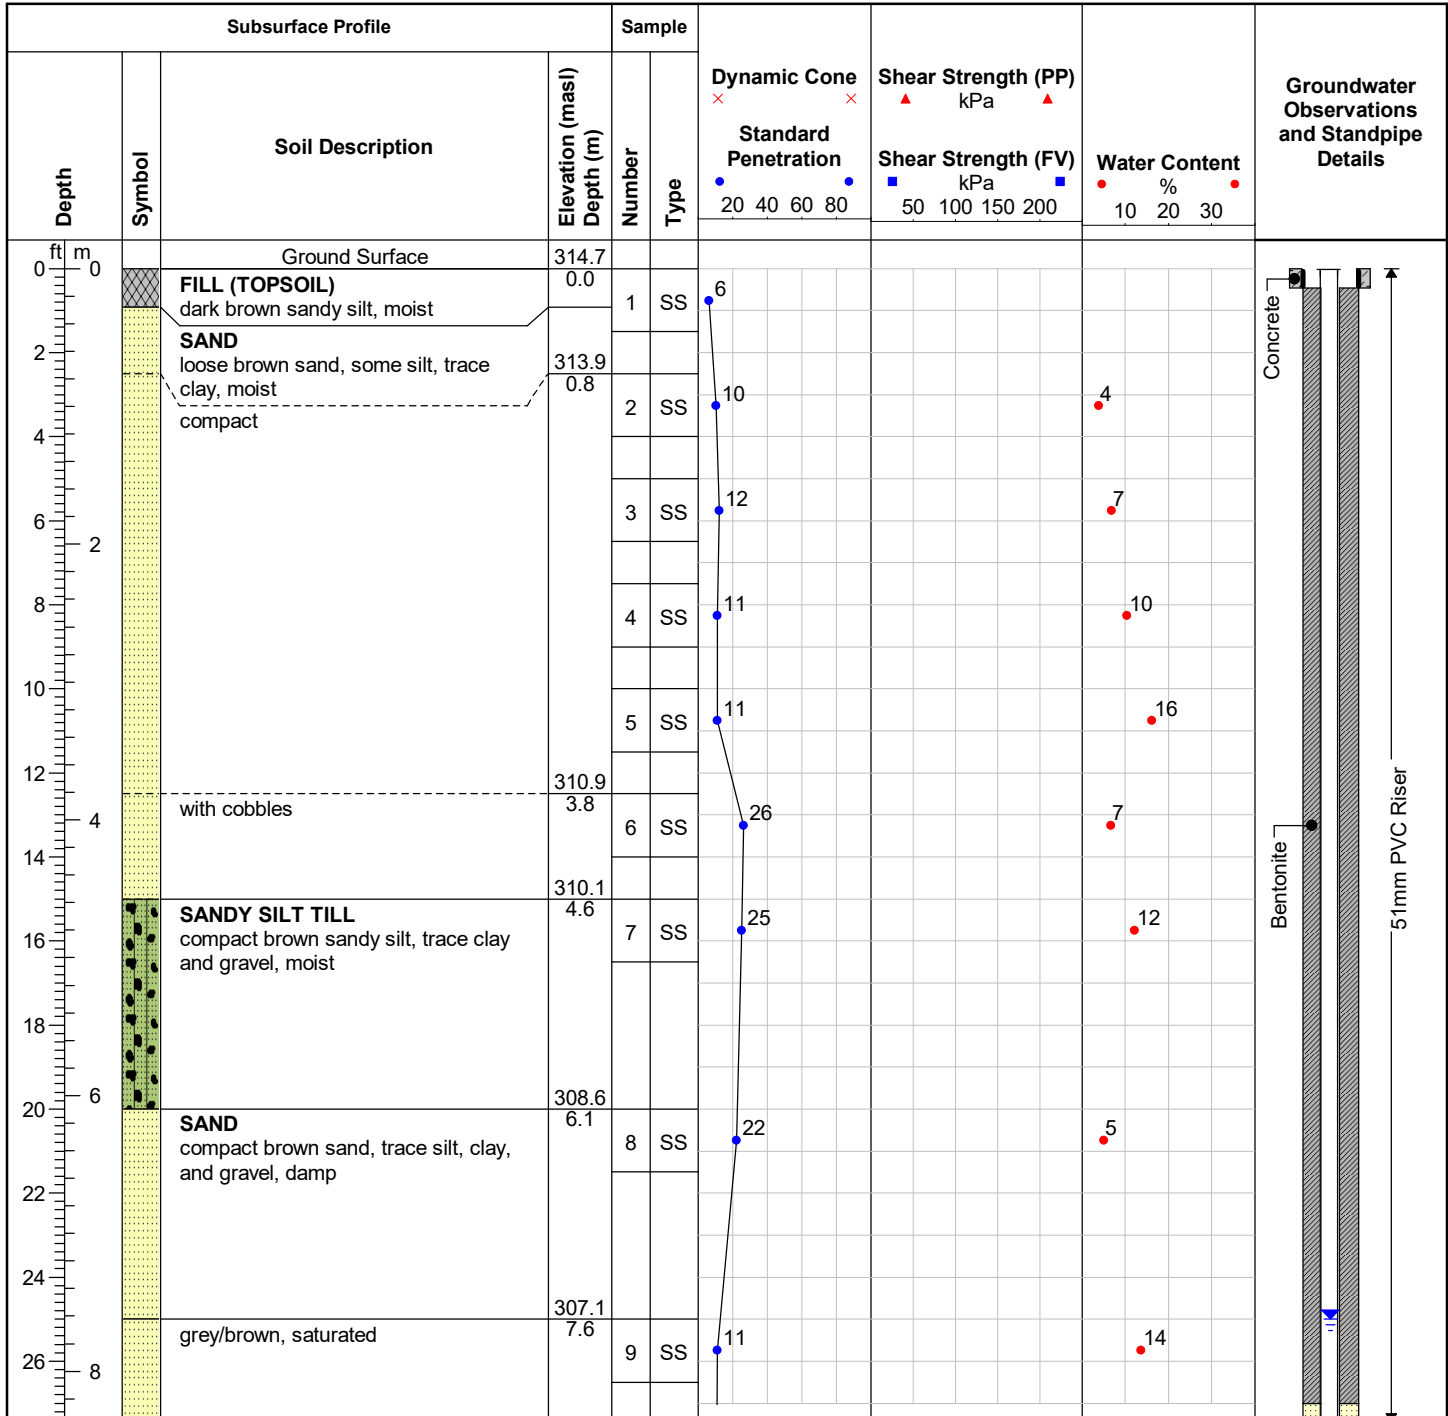 Subsurface Profile
Sample
Depth
Symbol
Soil Description
Elevation (masl)
Depth (m)
Number
Type
Dynamic Cone
Standard
Penetration
20 40 60 80
Shear Strength (PP)
kPa
Shear Strength (FV)
kPa
50 100 150 200
Water Content
%
10 20 30
Groundwater
Observations
and Standpipe
Details
ft m
Ground Surface
314.7
0 0
FILL (TOPSOIL)
0.0
dark brown sandy silt, moist
1 SS
6
SAND
2
loose brown sand, some silt, trace
313.9
clay, moist
0.8
compact
2 SS
10
4
4
3 SS
12
7
6
2
8
4 SS
11
10
10
5 SS
11
16
12
310.9
with cobbles
3.8
4
6 SS
26
7
14
310.1
SANDY SILT TILL
4.6
compact brown sandy silt, trace clay
7 SS
25
12
16
and gravel, moist
18
6
308.6
20
SAND
6.1
compact brown sand, trace silt, clay,
8 SS
22
5
and gravel, damp
22
24
307.1
grey/brown, saturated
7.6
9 SS
11
14
26
8
Concrete
Bentonite
51mm PVC Riser